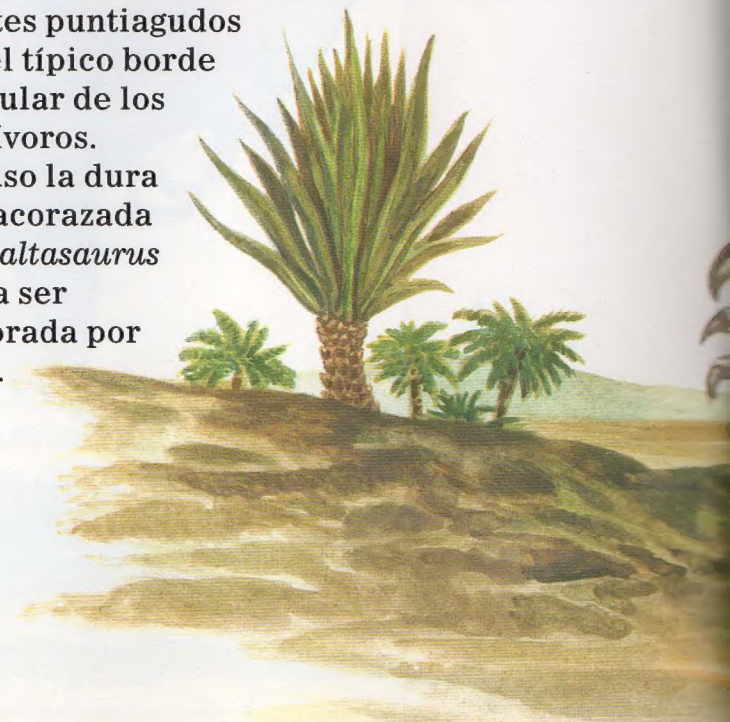 tes puntiagudos
el típico borde
ular de los
ívoros.
so la dura
acorazada
altasaurus
a ser
orada por
.